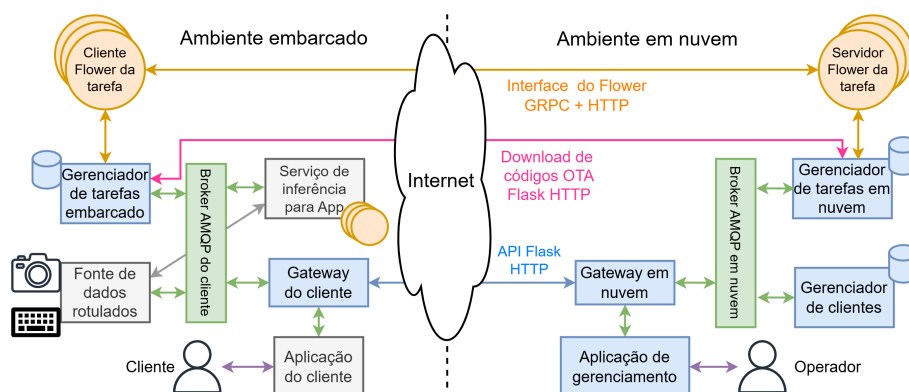 Ambiente embarcado
Ambiente em nuvem
Cliente
Flower da
tarefa
Servidor
Flower da
tarefa
Interface do Flower
GRPC + HTTP
Gerenciador
de tarefas
embarcado
Broker AMQP do cliente
Serviço de
inferência
para App
Internet
Download de
códigos OTA
Flask HTTP
Broker AMQP em nuvem
Gerenciador
de tarefas em
nuvem
Fonte de
dados
rotulados
Gateway
do cliente
API Flask
HTTP
Gateway em
nuvem
Gerenciador
de clientes
Cliente
Aplicação
do cliente
Aplicação de
gerenciamento
Operador